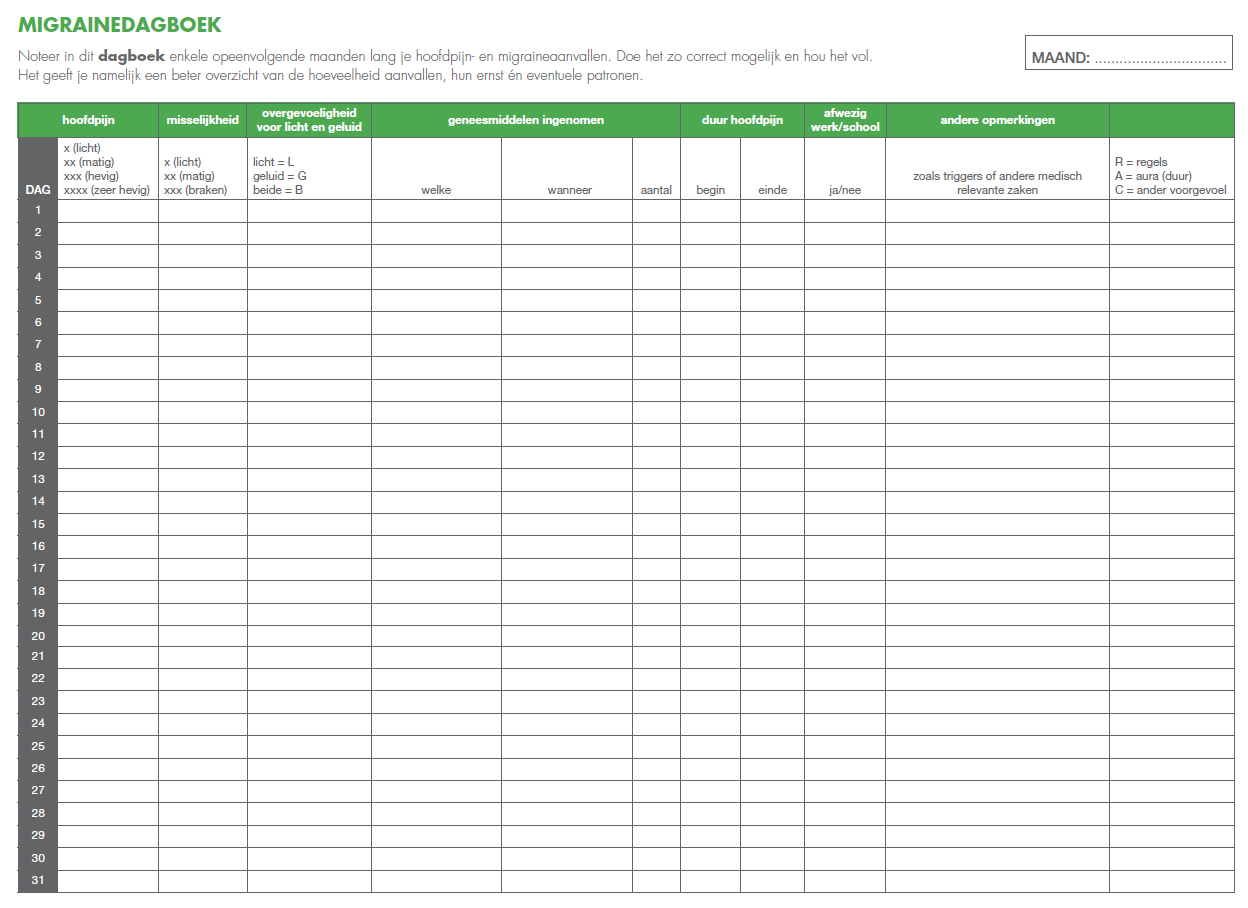 MIGRAINEDAGBOEK
Noteer in dit dagboek enkele opeenvolgende maanden lang je hoofdpijn- en migraineaanvallen. Doe het zo correct mogelijk en hou het vol.
Het geeft je namelijk een beter overzicht van de hoeveelheid aanvallen, hun ernst én eventuele patronen.
MAAND: ................................
hoofdpijn
misselijkheid
overgevoeligheid
voor licht en geluid
geneesmiddelen ingenomen
duur hoofdpijn
afwezig
werk/school
andere opmerkingen
DAG
x (licht)
xx (matig)
xxx (hevig)
xxxx (zeer hevig)
x (licht)
xx (matig)
xxx (braken)
licht = L
geluid = G
beide = B
welke
wanneer
aantal
begin
einde
ja/nee
zoals triggers of andere medisch
relevante zaken
R = regels
A = aura (duur)
C = ander voorgevoel
1
2
3
4
5
6
7
8
9
10
11
12
13
14
15
16
17
18
19
20
21
22
23
24
25
26
27
28
29
30
31